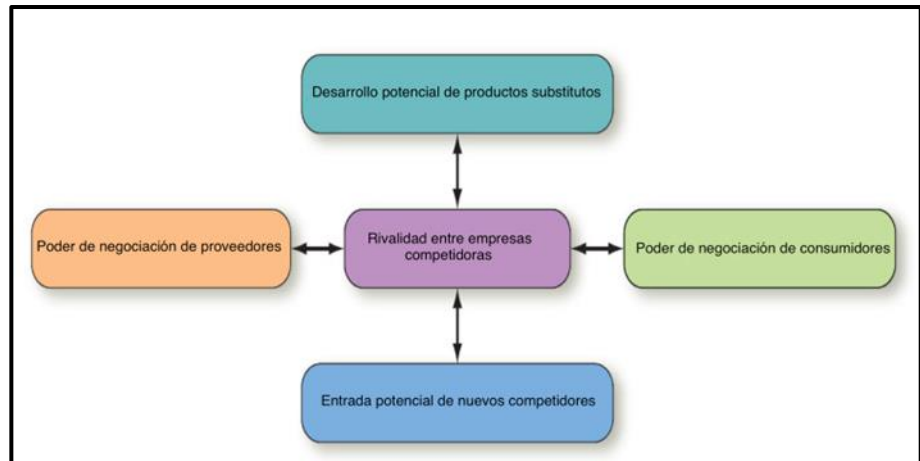 Desarrollo potencial de productos substitutos
Poder de negociación de proveedores
Rivalidad entre empresas
competidoras
Poder de negociación de consumidores
Entrada potencial de nuevos competidores